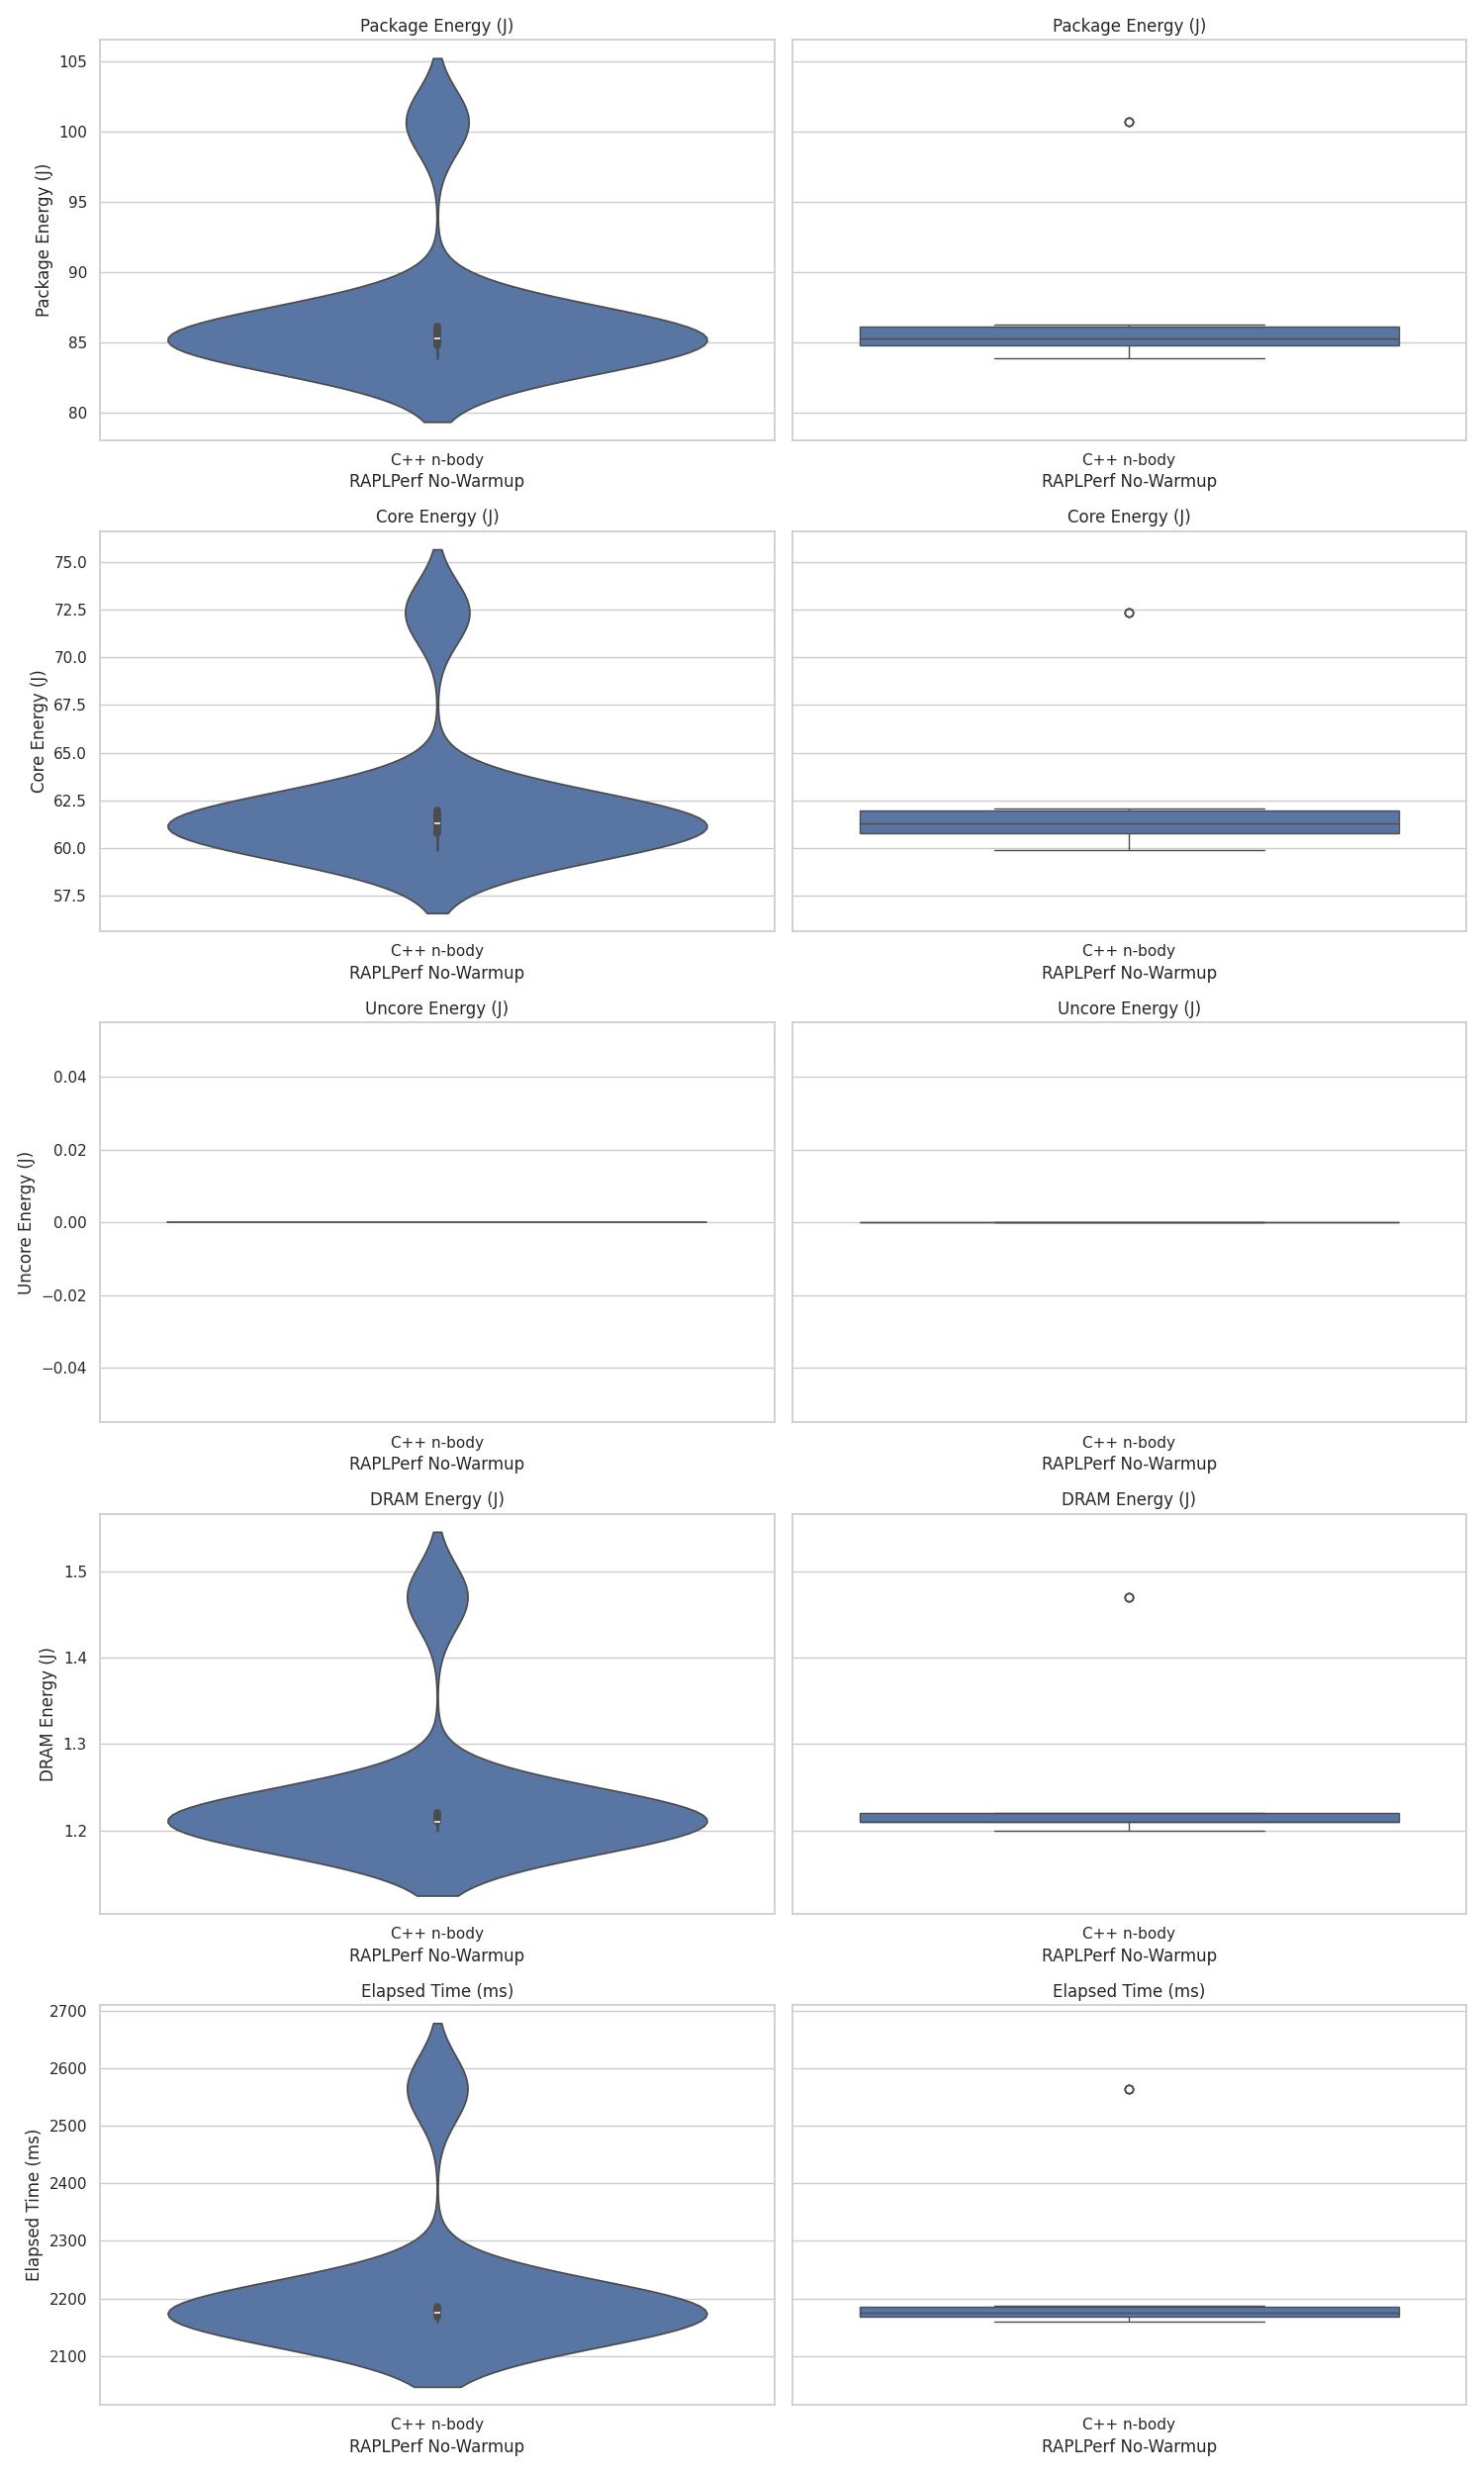 Package Energy (J)
Package Energy (J)
105
100
95
90
85
80
Package Energy (J)
C++ n-body
RAPLPerf No-Warmup
C++ n-body
RAPLPerf No-Warmup
Core Energy (J)
Core Energy (J)
75.0
72.5
70.0
67.5
65.0
62.5
60.0
57.5
Core Energy (J)
C++ n-body
RAPLPerf No-Warmup
C++ n-body
RAPLPerf No-Warmup
Uncore Energy (J)
Uncore Energy (J)
0.04
0.02
0.00
−0.02
−0.04
Uncore Energy (J)
C++ n-body
RAPLPerf No-Warmup
C++ n-body
RAPLPerf No-Warmup
DRAM Energy (J)
DRAM Energy (J)
1.5
1.4
1.3
1.2
DRAM Energy (J)
C++ n-body
RAPLPerf No-Warmup
C++ n-body
RAPLPerf No-Warmup
Elapsed Time (ms)
Elapsed Time (ms)
2700
2600
2500
2400
2300
2200
2100
Elapsed Time (ms)
C++ n-body
RAPLPerf No-Warmup
C++ n-body
RAPLPerf No-Warmup